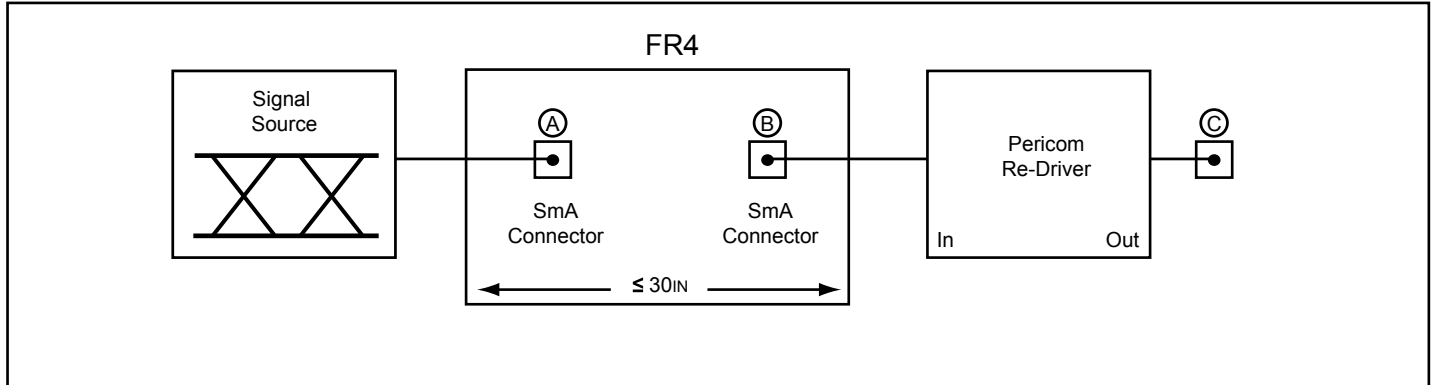 FR4
Signal
Source
A
B
C
Pericom
Re-Driver
SmA
Connector
SmA
Connector
In
Out
≤ 30IN